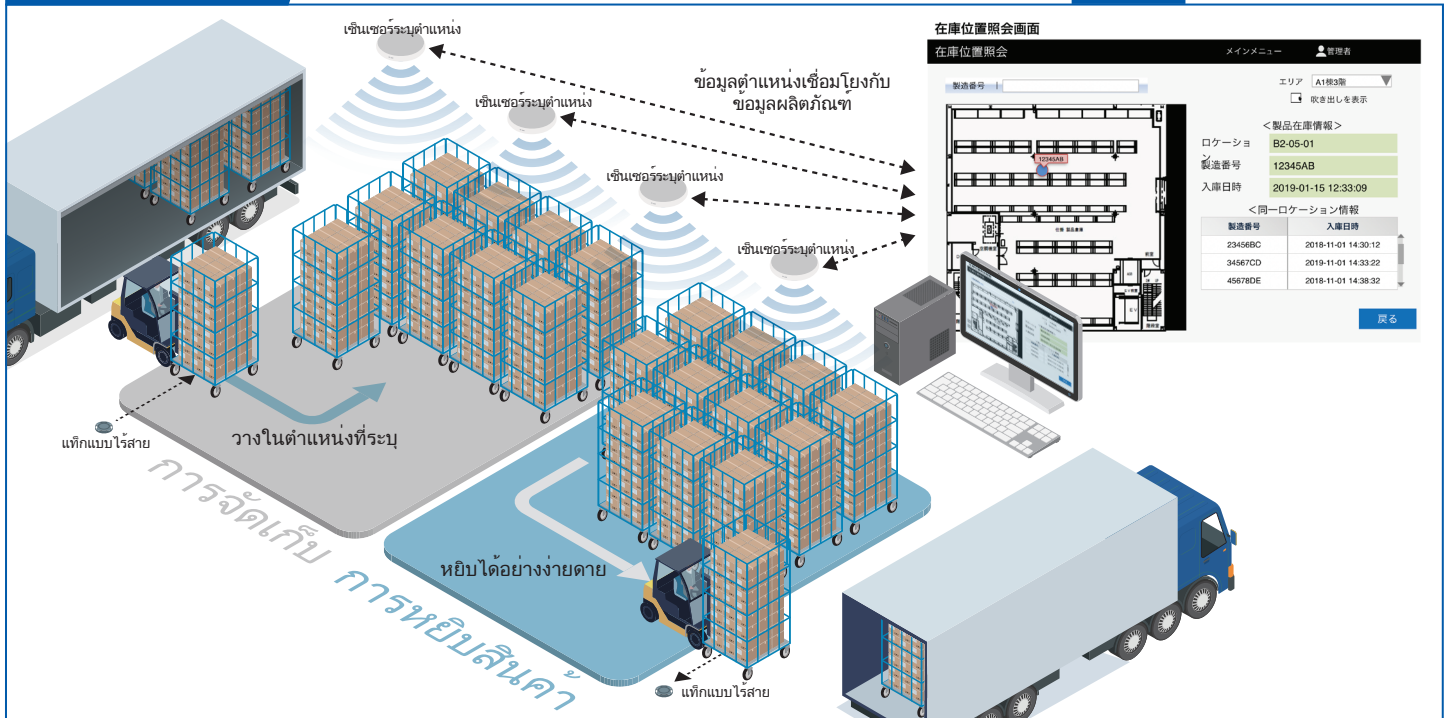 เซ็นเซอร์ระบุตำแหน่ง
เซ็นเซอร์ระบุตำแหน่ง
เซ็นเซอร์ระบุตำแหน่ง
เซ็นเซอร์ระบุตำแหน่ง
ข้อมูลตำแหน่งเชื่อมโยงกับ
ข้อมูลผลิตภัณฑ์
在庫位置照会画面
在庫位置照会
メインメニュー
管理者
製造番号
エリア A1棟3階
吹き出しを表示
12345AB
<製品在庫情報>
ロケーション B2-05-01
製造番号 12345AB
入庫日時 2019-01-15 12:33:09
<同一ロケーション情報
製造番号 入庫日時
23456BC 2018-11-01 14:30:12
34567CD 2019-11-01 14:33:22
45678DE 2018-11-01 14:38:32
戻る
แท็กแบบไร้สาย
วางในตำแหน่งที่ระบุ
การจัดเก็บ
หยิบได้อย่างง่ายดาย
การหยิบสินค้า
แท็กแบบไร้สาย